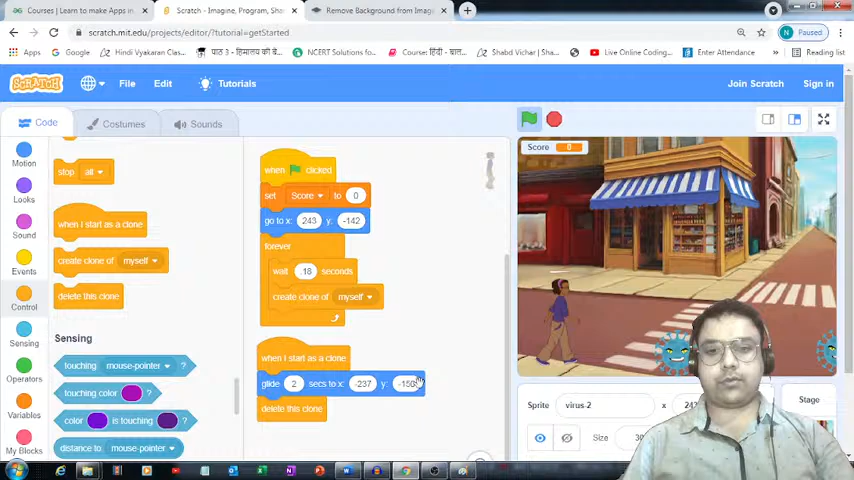 Courses | Learn to make Apps in
Scratch - Imagine, Program, Sha
Remove Background from Imag
scratch.mit.edu/projects/editor/?tutorial=getStarted
N Paused
Apps
Google
Hindi Vyakaran Cl...
पाठ 3 - हिमालय की बे...
NCERT Solutions fo...
Course: हिंदी - बाल...
Shabd Vichar | Sha...
Live Online Coding...
Enter Attendance
Reading list
SCRATCH
File
Edit
Tutorials
Join Scratch
Sign in
Code
Costumes
Sounds
Motion
Looks
Sound
Events
Control
Sensing
Operators
Variables
My Blocks
stop all
when I start as a clone
create clone of myself
delete this clone
Sensing
touching mouse-pointer ?
touching color ?
color is touching ?
distance to mouse-pointer
when clicked
set Score to 0
go to x: 243 y: -142
forever
wait 18 seconds
create clone of myself
when I start as a clone
glide 2 secs to x: -237 y:
delete this clone
Score 0
Sprite
virus-2
x
Size
Stage